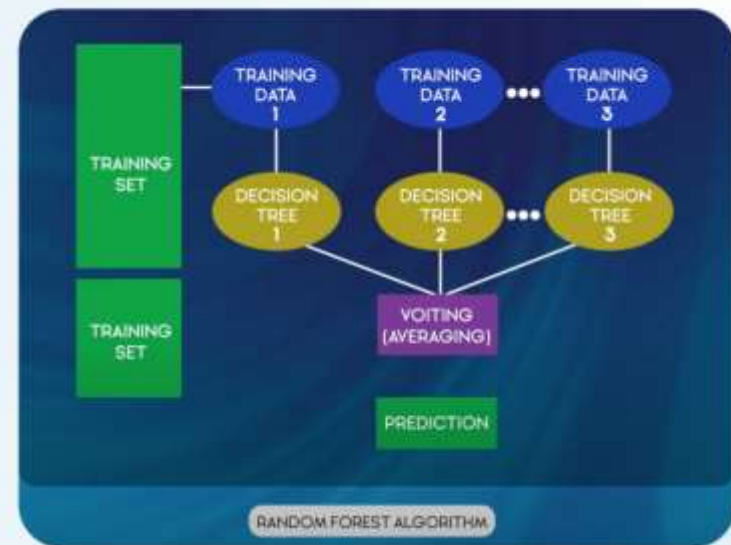 TRAINING
SET
TRAINING
DATA
1
TRAINING
DATA
2
TRAINING
DATA
3
DECISION
TREE
1
DECISION
TREE
2
DECISION
TREE
3
TRAINING
SET
VOITING
(AVERAGING)
PREDICTION
RANDOM FOREST ALGORITHM